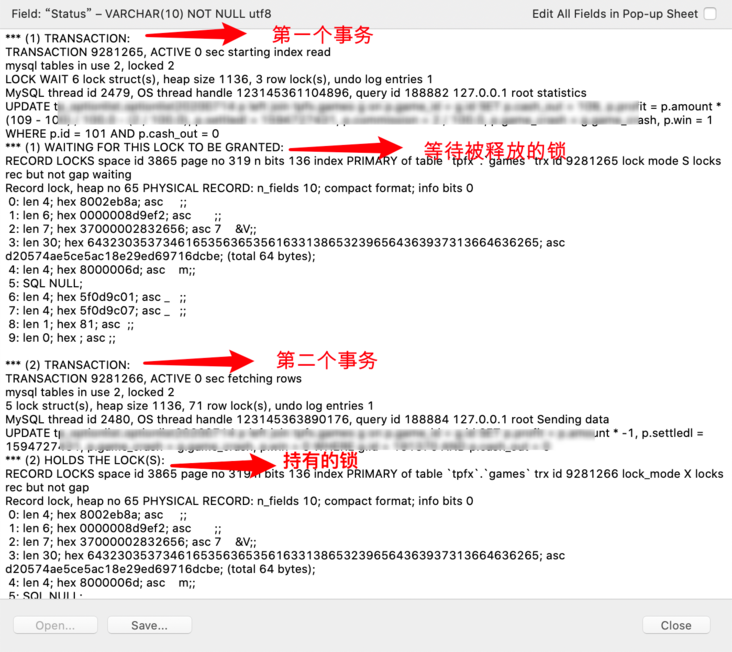 Field: “Status” – VARCHAR(10) NOT NULL utf8
Edit All Fields in Pop-up Sheet
*** (1) TRANSACTION:
第一个事务
TRANSACTION 9281265, ACTIVE 0 sec starting index read
mysql tables in use 2, locked 2
LOCK WAIT 6 lock struct(s), heap size 1136, 3 row lock(s), undo log entries 1
MySQL thread id 2479, OS thread handle 123145361104896, query id 188882 127.0.0.1 root statistics
UPDATE = p.amount *
(109 - p.win = 1
WHERE p.id = 101 AND p.cash_out = 0
*** (1) WAITING FOR THIS LOCK TO BE GRANTED:
等待被释放的锁
RECORD LOCKS space id 3865 page no 319 n bits 136 index PRIMARY of table `tpfx`.`games` trx id 9281265 lock mode S locks
rec but not gap waiting
Record lock, heap no 65 PHYSICAL RECORD: n_fields 10; compact format; info bits 0
0: len 4; hex 8002eb8a; asc ;;
1: len 6; hex 0000008d9ef2; asc ;;
2: len 7; hex 37000002832656; asc 7 &V;;
3: len 30; hex 643230353734616535636535616331386532396564363937313664636265; asc
d20574ae5ce5ac18e29ed69716dcbe; (total 64 bytes);
4: len 4; hex 8000006d; asc m;;
5: SQL NULL;
6: len 4; hex 5f0d9c01; asc _ ;;
7: len 4; hex 5f0d9c07; asc _ ;;
8: len 1; hex 81; asc ;;
9: len 0; hex ; asc ;;
*** (2) TRANSACTION:
第二个事务
TRANSACTION 9281266, ACTIVE 0 sec fetching rows
mysql tables in use 2, locked 2
5 lock struct(s), heap size 1136, 71 row lock(s), undo log entries 1
MySQL thread id 2480, OS thread handle 123145363890176, query id 188884 127.0.0.1 root Sending data
UPDATE * -1, p.settledl =
*** (2) HOLDS THE LOCK(S):
持有的锁
RECORD LOCKS space id 3865 page no 319 n bits 136 index PRIMARY of table `tpfx`.`games` trx id 9281266 lock_mode X locks
rec but not gap
Record lock, heap no 65 PHYSICAL RECORD: n_fields 10; compact format; info bits 0
0: len 4; hex 8002eb8a; asc ;;
1: len 6; hex 0000008d9ef2; asc ;;
2: len 7; hex 37000002832656; asc 7 &V;;
3: len 30; hex 643230353734616535636535616331386532396564363937313664636265; asc
d20574ae5ce5ac18e29ed69716dcbe; (total 64 bytes);
4: len 4; hex 8000006d; asc m;;
5: SQL NULL;
Open...
Save...
Close